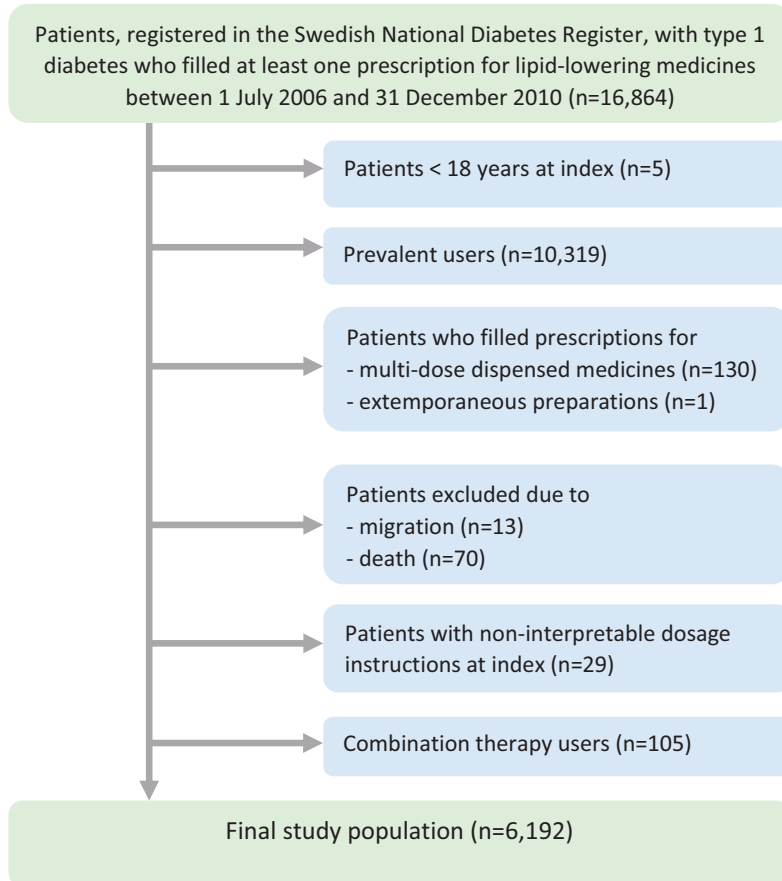 Patients, registered in the Swedish National Diabetes Register, with type 1
diabetes who filled at least one prescription for lipid-lowering medicines
between 1 July 2006 and 31 December 2010 (n=16,864)
Patients < 18 years at index (n=5)
Prevalent users (n=10,319)
Patients who filled prescriptions for
- multi-dose dispensed medicines (n=130)
- extemporaneous preparations (n=1)
Patients excluded due to
- migration (n=13)
- death (n=70)
Patients with non-interpretable dosage
instructions at index (n=29)
Combination therapy users (n=105)
Final study population (n=6,192)